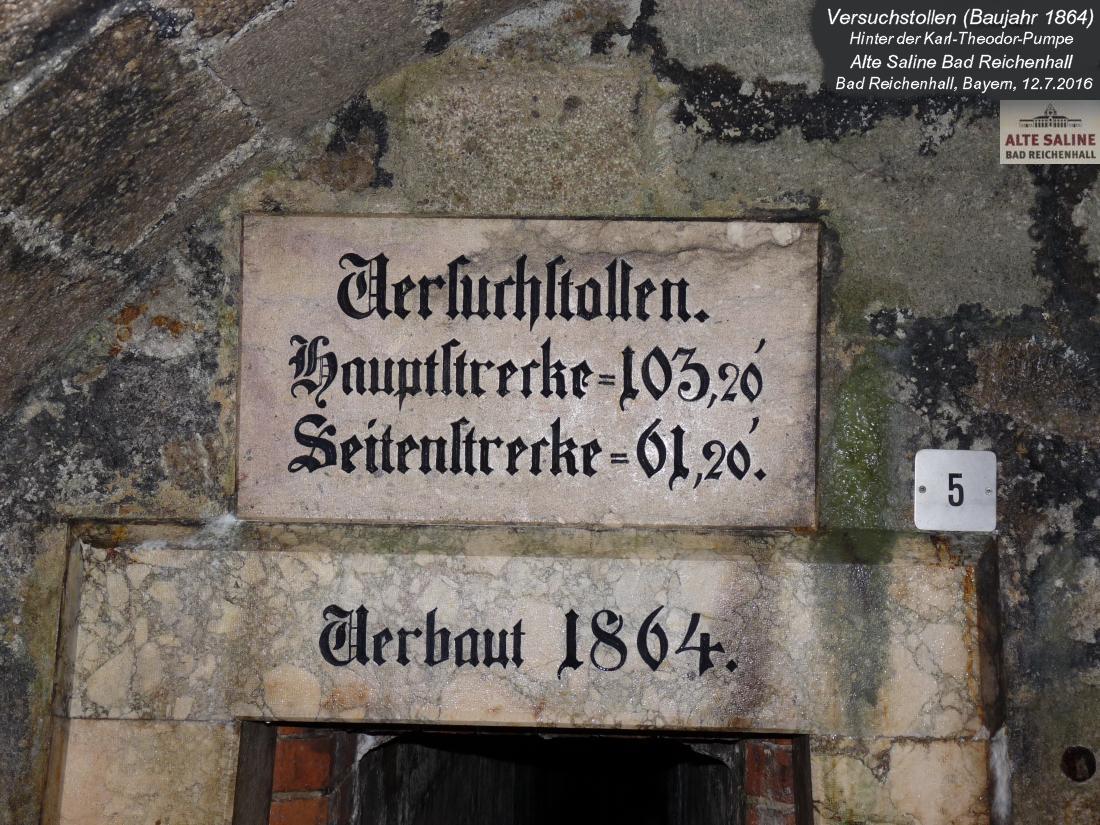 Versuchstollen (Baujahr 1864)
Hinter der Karl-Theodor-Pumpe
Alte Saline Bad Reichenhall
Bad Reichenhall, Bayern, 12.7.2016
ALTE SALINE
BAD REICHENHALL
Verſuchſtollen.
Hauptſtrecke = 103,20′
Seitenſtrecke = 61,20′.
5
Verbaut 1864.